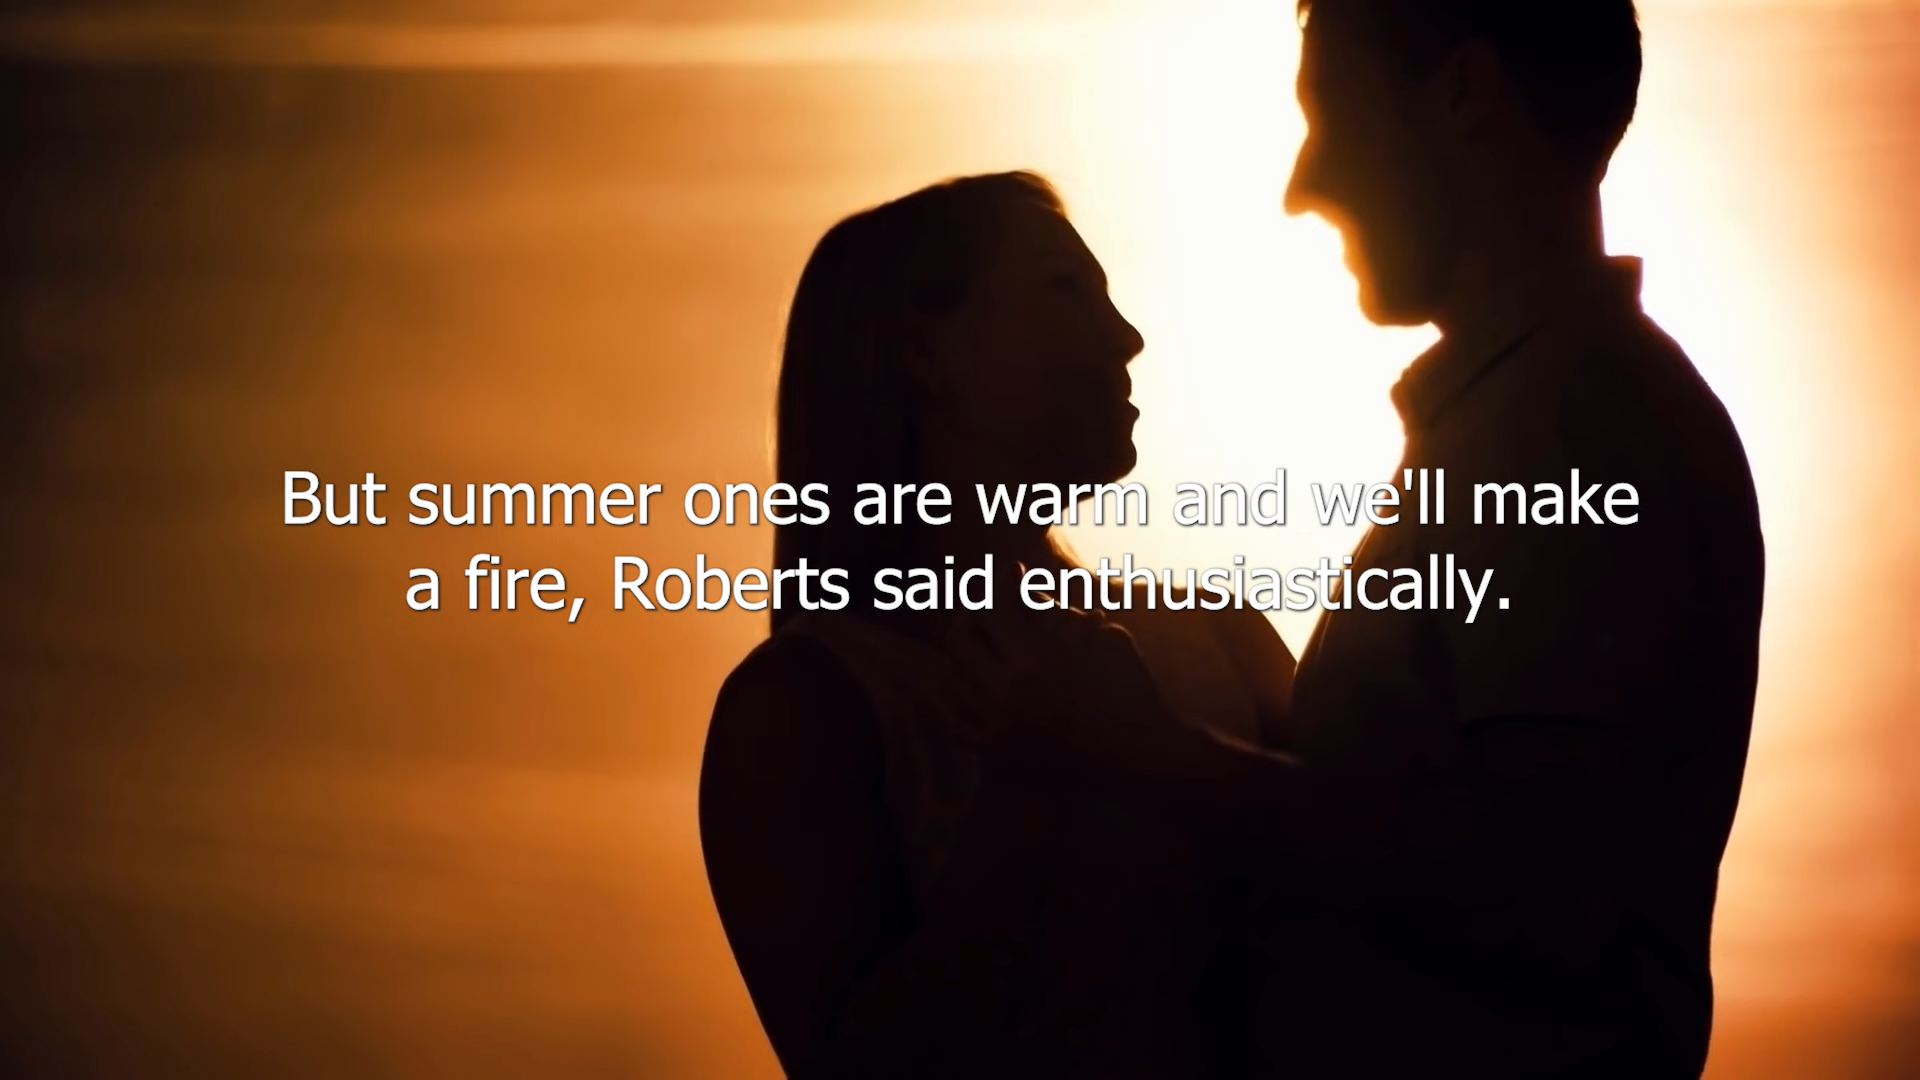 But summer ones are warm and we'll make
a fire, Roberts said enthusiastically.